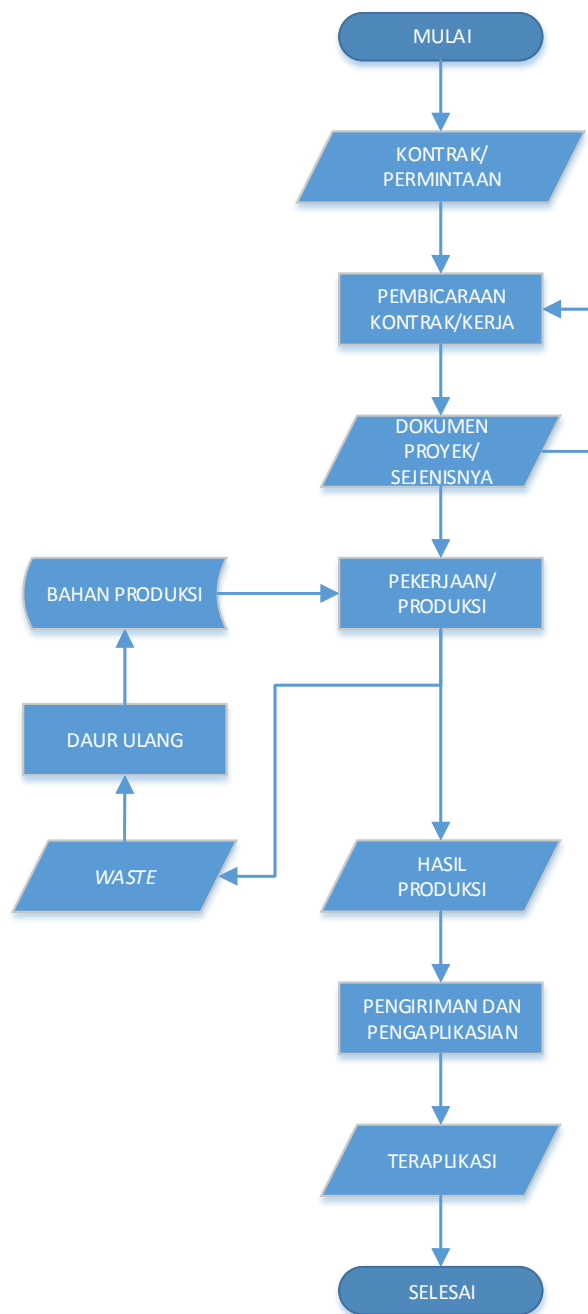 MULAI
KONTRAK/
PERMINTAAN
PEMBICARAAN
KONTRAK/KERJA
DOKUMEN
PROYEK/
SEJENISNYA
BAHAN PRODUKSI
PEKERJAAN/
PRODUKSI
DAUR ULANG
WASTE
HASIL
PRODUKSI
PENGIRIMAN DAN
PENGAPLIKASIAN
TERAPLIKASI
SELESAI